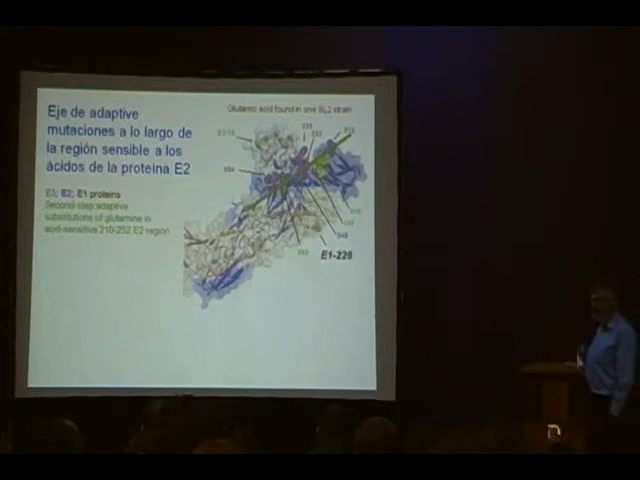 Eje de adaptive
mutaciones a lo largo de
la región sensible a los
ácidos de la proteina E2
Glutamic acid found in one SL2 strain
E3; E2; E1 proteins
Second-step adaptive
substitutions of glutamine in
acid-sensitive 210-252 E2 region
E1-226